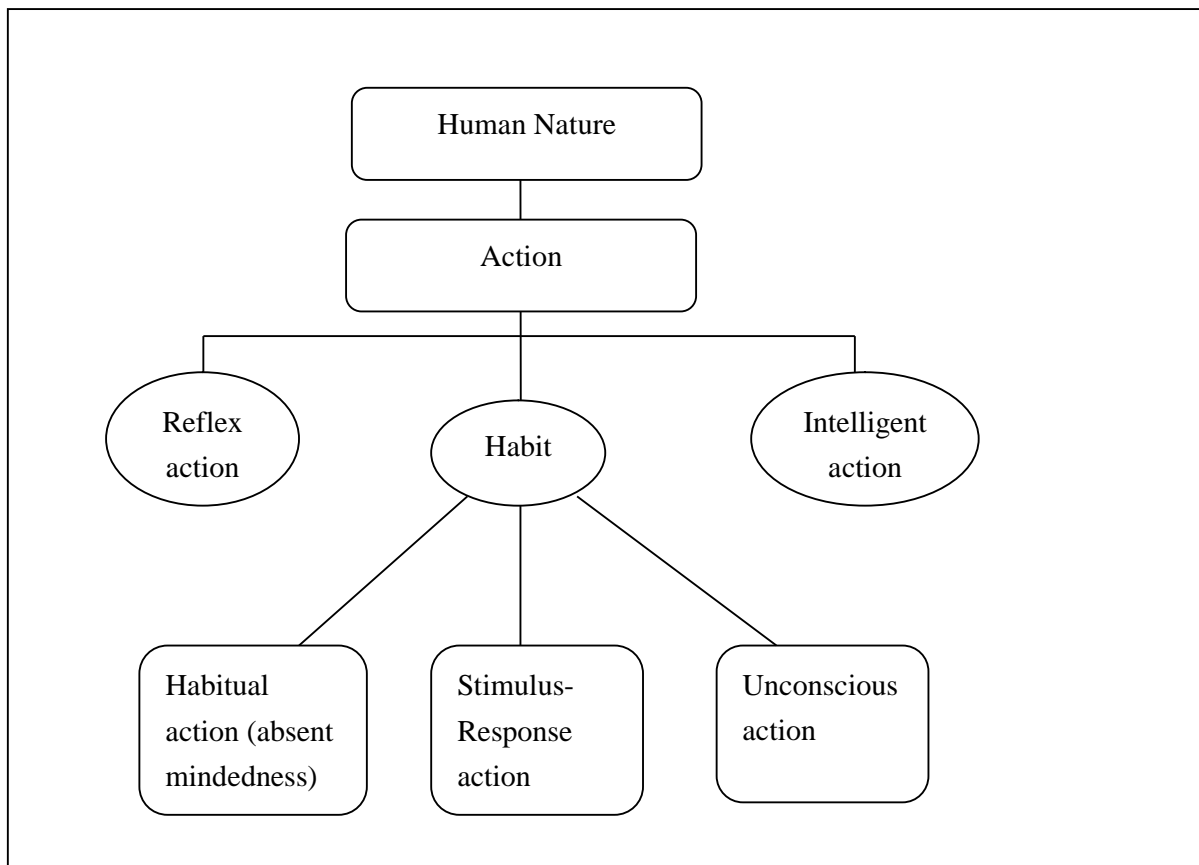 Human Nature
Action
Reflex
action
Habit
Intelligent
action
Habitual
action (absent
mindedness)
Stimulus-
Response
action
Unconscious
action